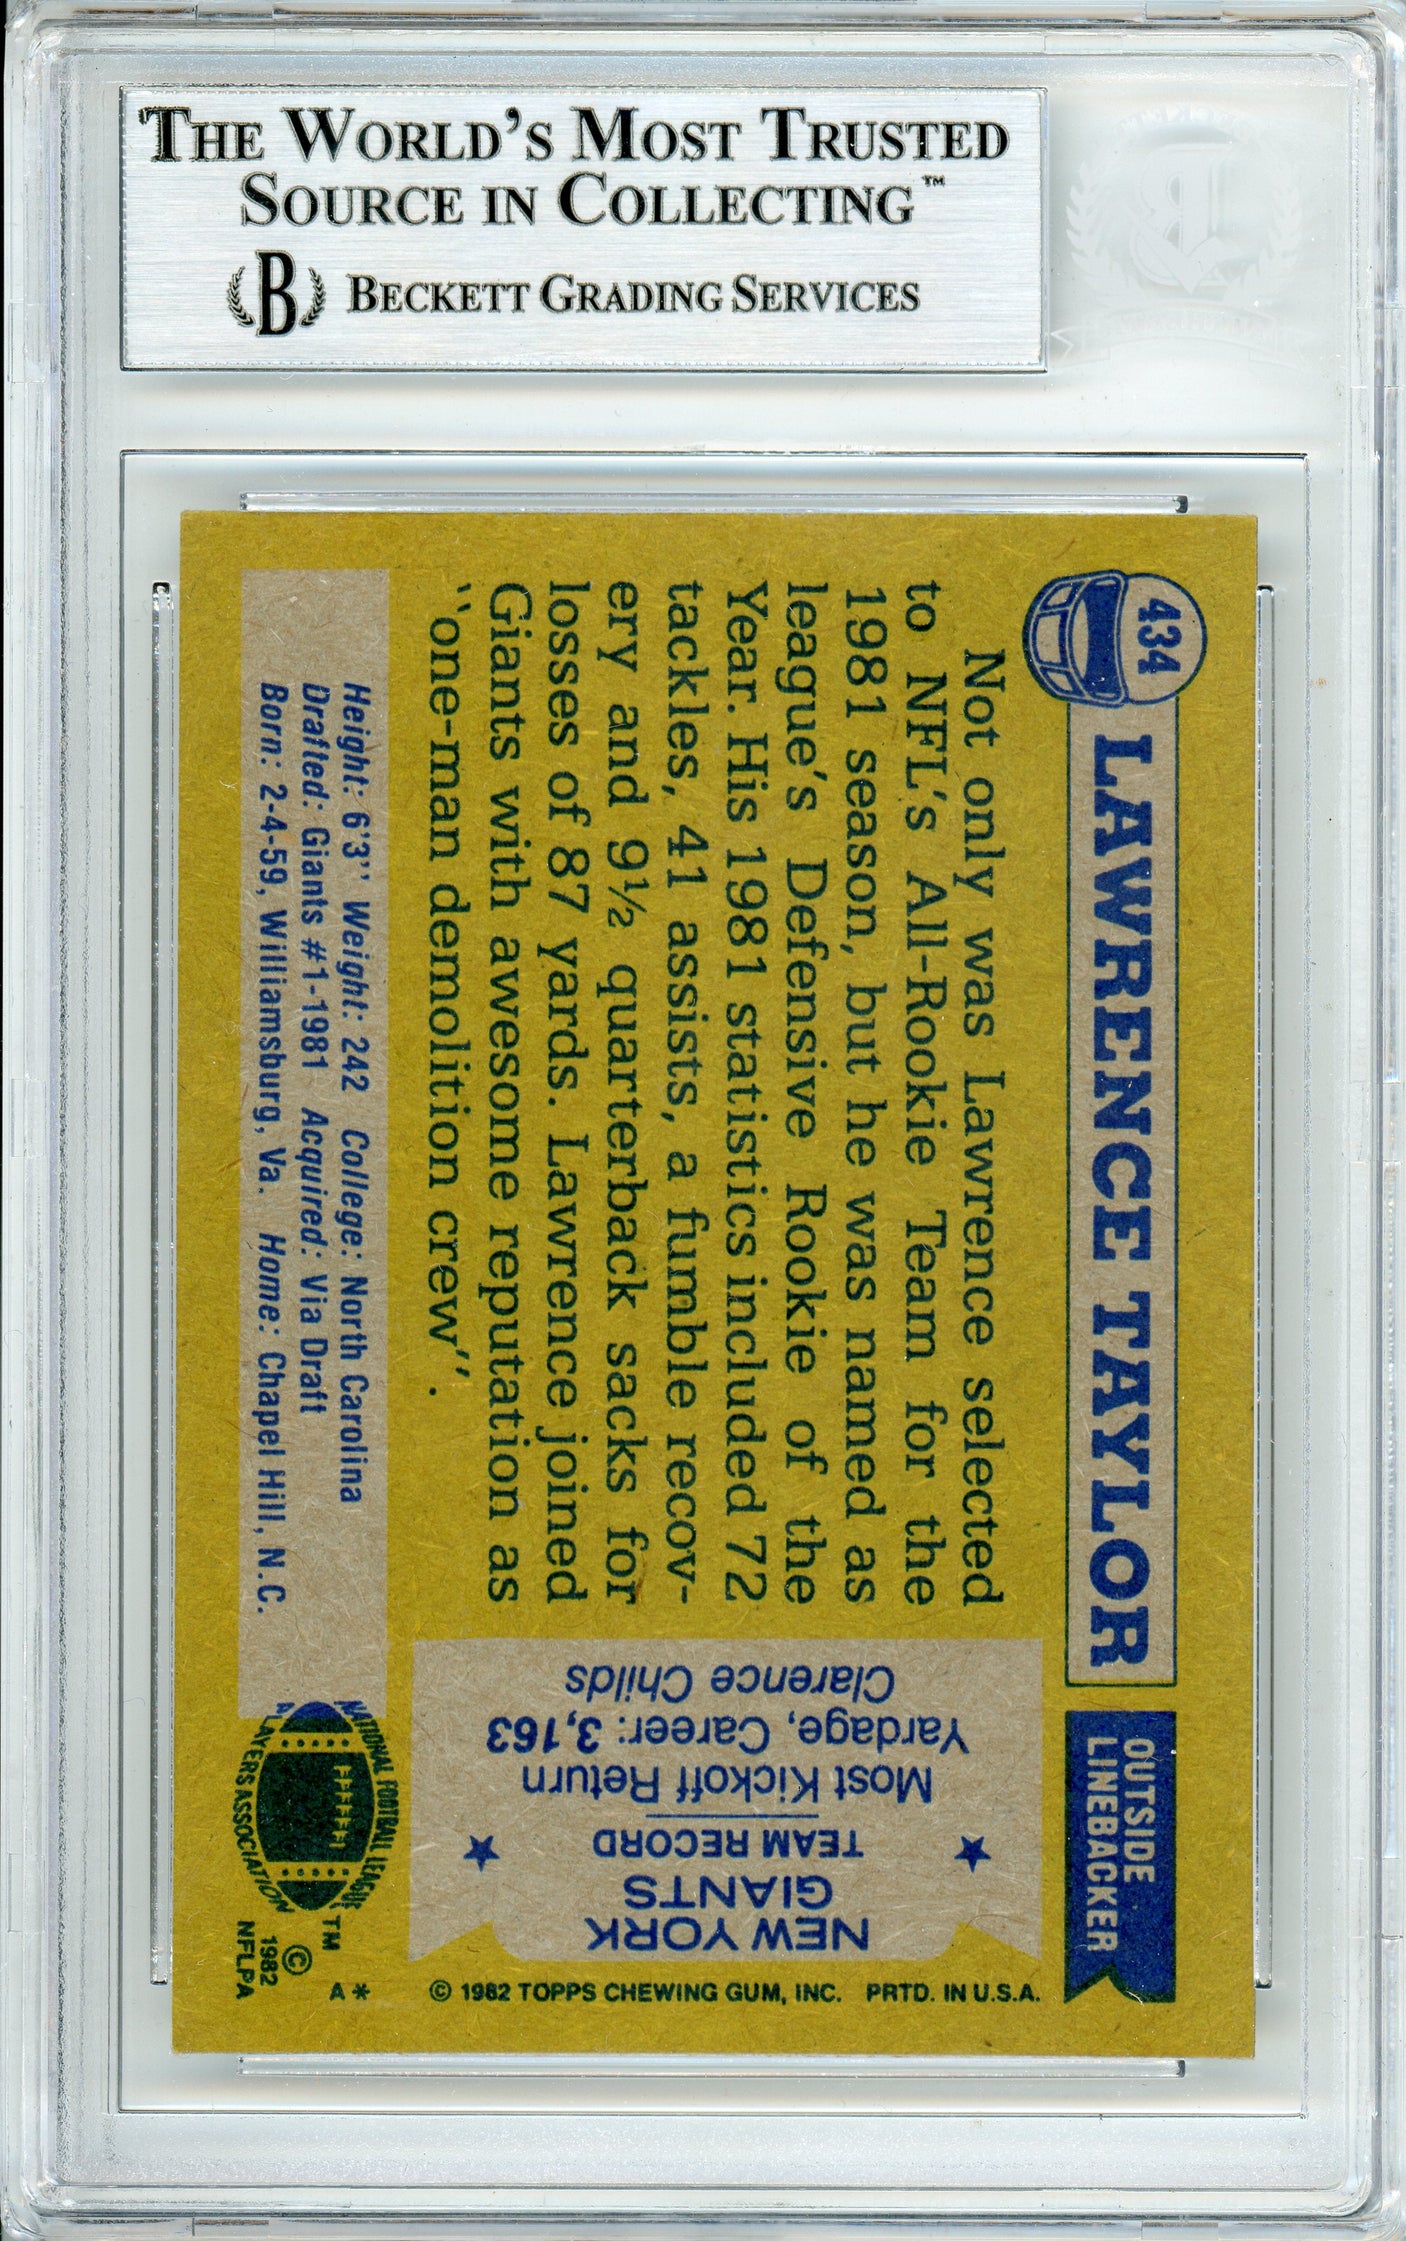 THE WORLD'S MOST TRUSTED
SOURCE IN COLLECTING™
B BECKETT GRADING SERVICES
434
LAWRENCE TAYLOR
OUTSIDE
LINEBACKER
Not only was Lawrence selected
to NFL's All-Rookie Team for the
1981 season, but he was named as
league's Defensive Rookie of the
Year. His 1981 statistics included 72
tackles, 41 assists, a fumble recov-
ery and 9½ quarterback sacks for
losses of 87 yards. Lawrence joined
Giants with awesome reputation as
‘‘one-man demolition crew’’.
NEW YORK
GIANTS
TEAM RECORD
Most Kickoff Return
Yardage, Career: 3,163
Clarence Childs
Height: 6'3" Weight: 242 College: North Carolina
Drafted: Giants #1-1981 Acquired: Via Draft
Born: 2-4-59, Williamsburg, Va. Home: Chapel Hill, N.C.
NATIONAL FOOTBALL LEAGUE
PLAYERS ASSOCIATION
TM
©
1982
NFLPA
A* © 1982 TOPPS CHEWING GUM, INC. PRTD. IN U.S.A.